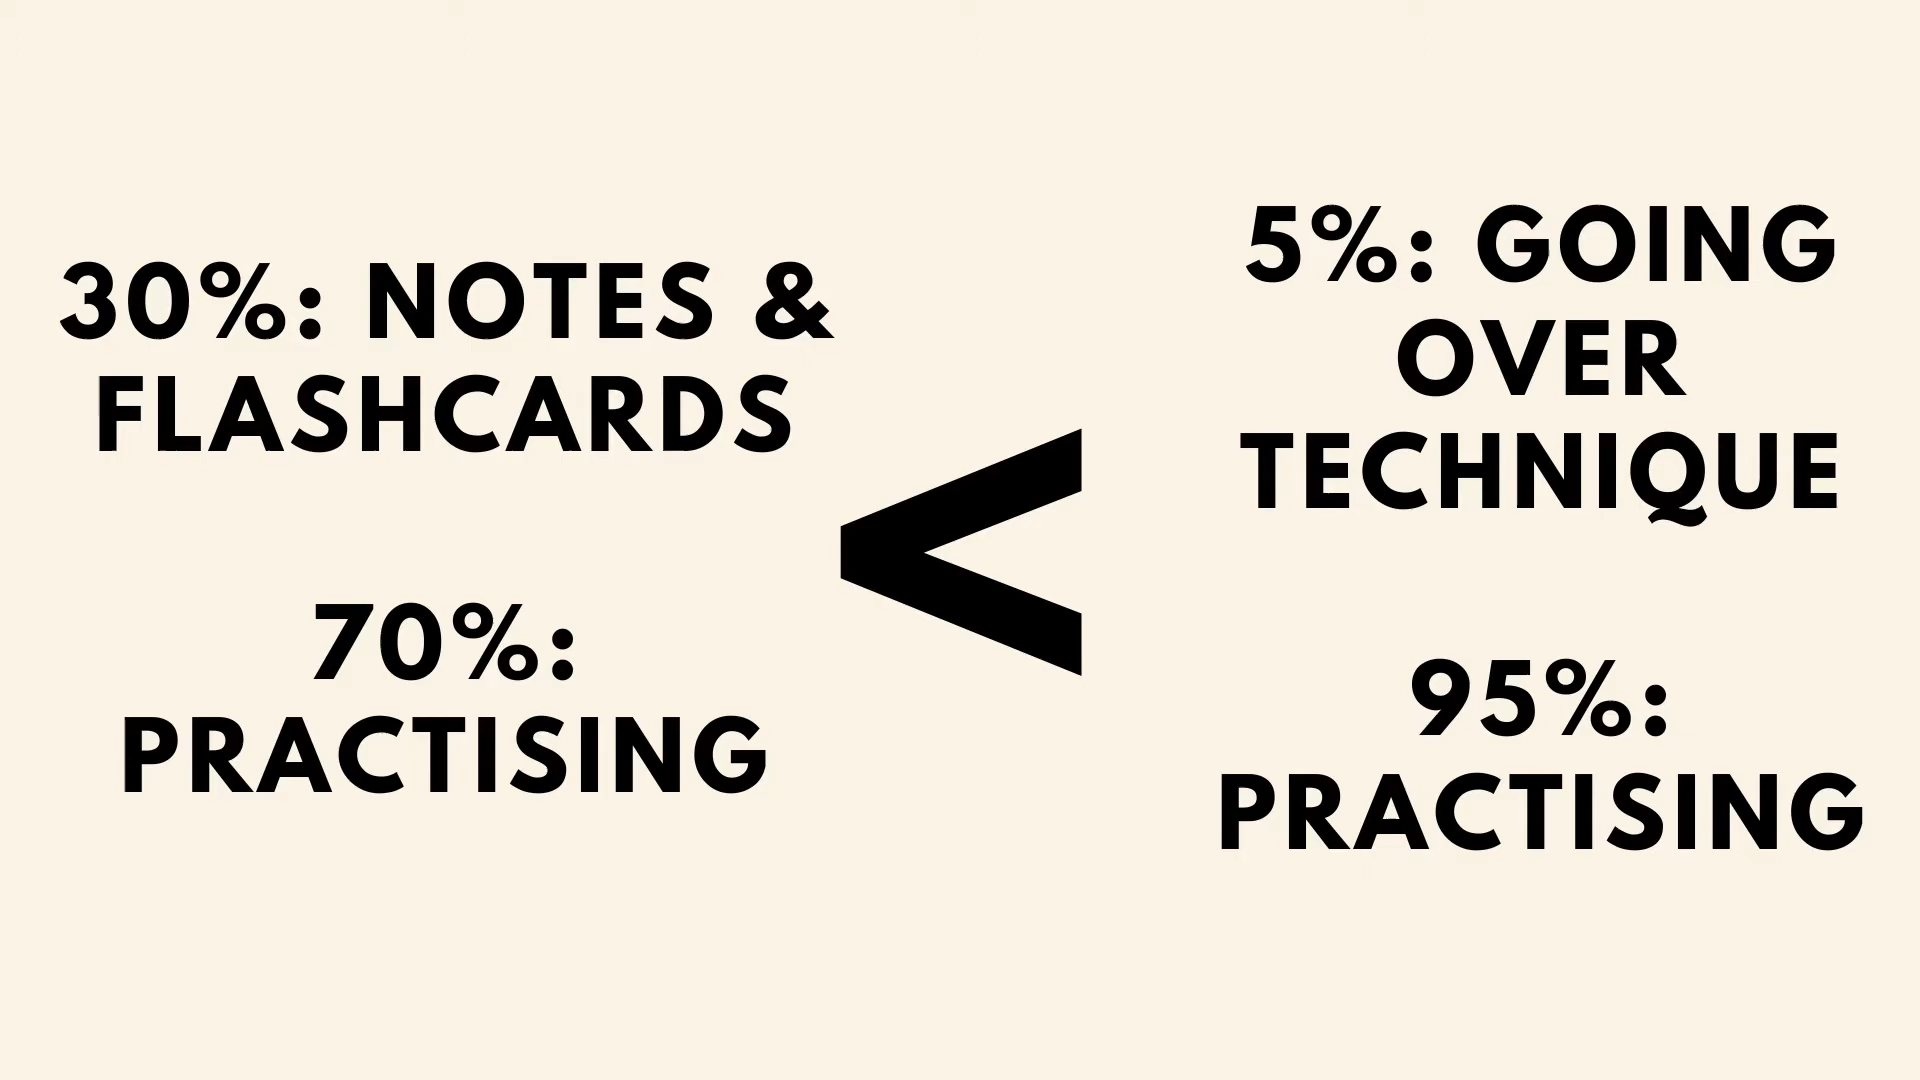 30%: NOTES &
FLASHCARDS
70%:
PRACTISING
<
5%: GOING
OVER
TECHNIQUE
95%:
PRACTISING